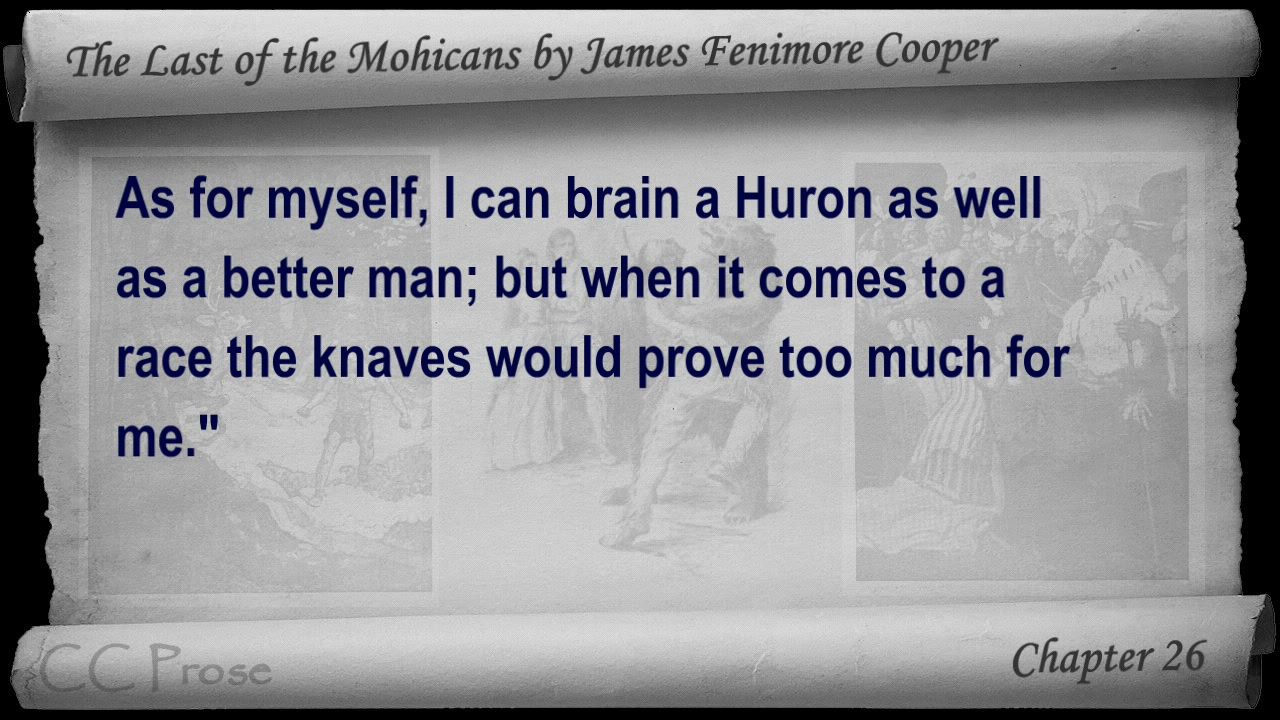 The Last of the Mohicans by James Fenimore Cooper
As for myself, I can brain a Huron as well
as a better man; but when it comes to a
race the knaves would prove too much for
me."
CC Prose
Chapter 26